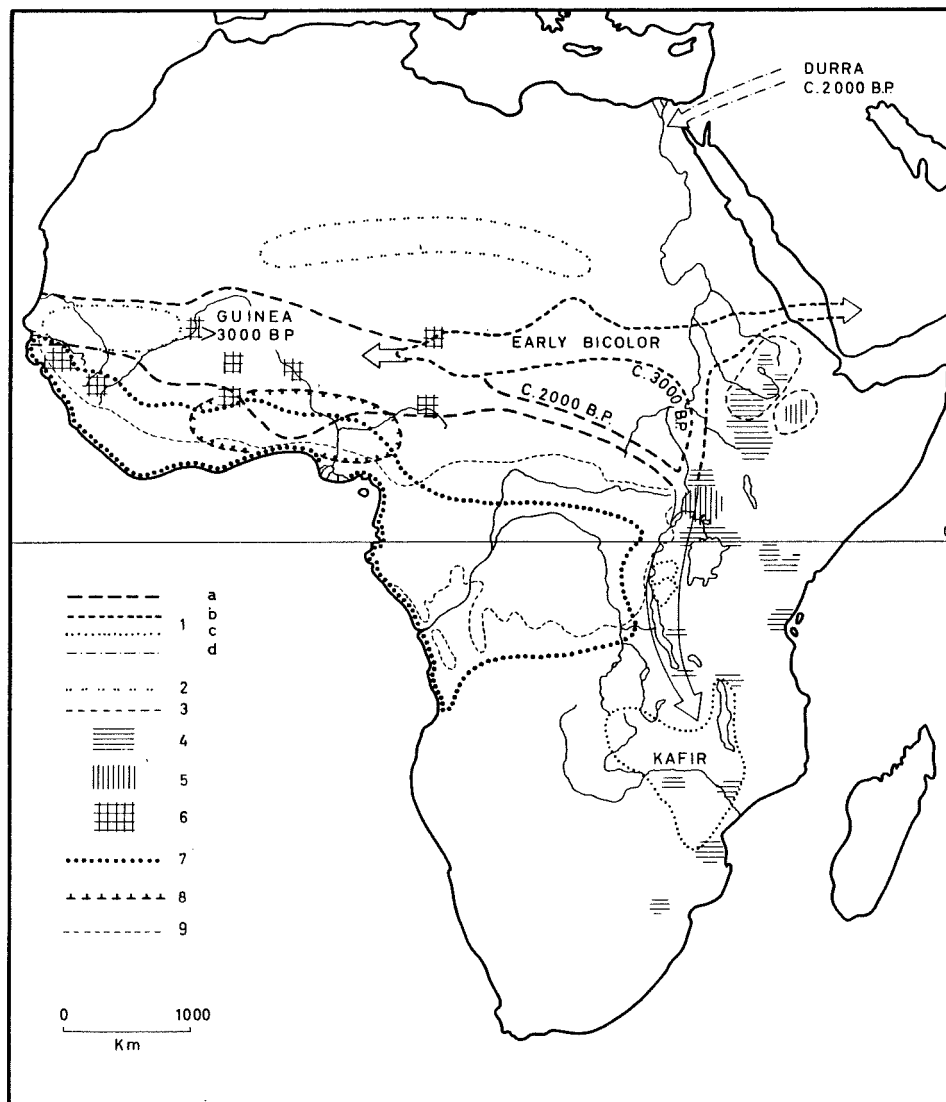 DURRA
C.2000 B.P.
GUINEA
3000 B.P.
EARLY BICOLOR
C.2000 B.P.
C.3000 B.P.
0
KAFIR
a
b
1
c
d
2
3
4
5
6
7
8
9
0 1000
Km